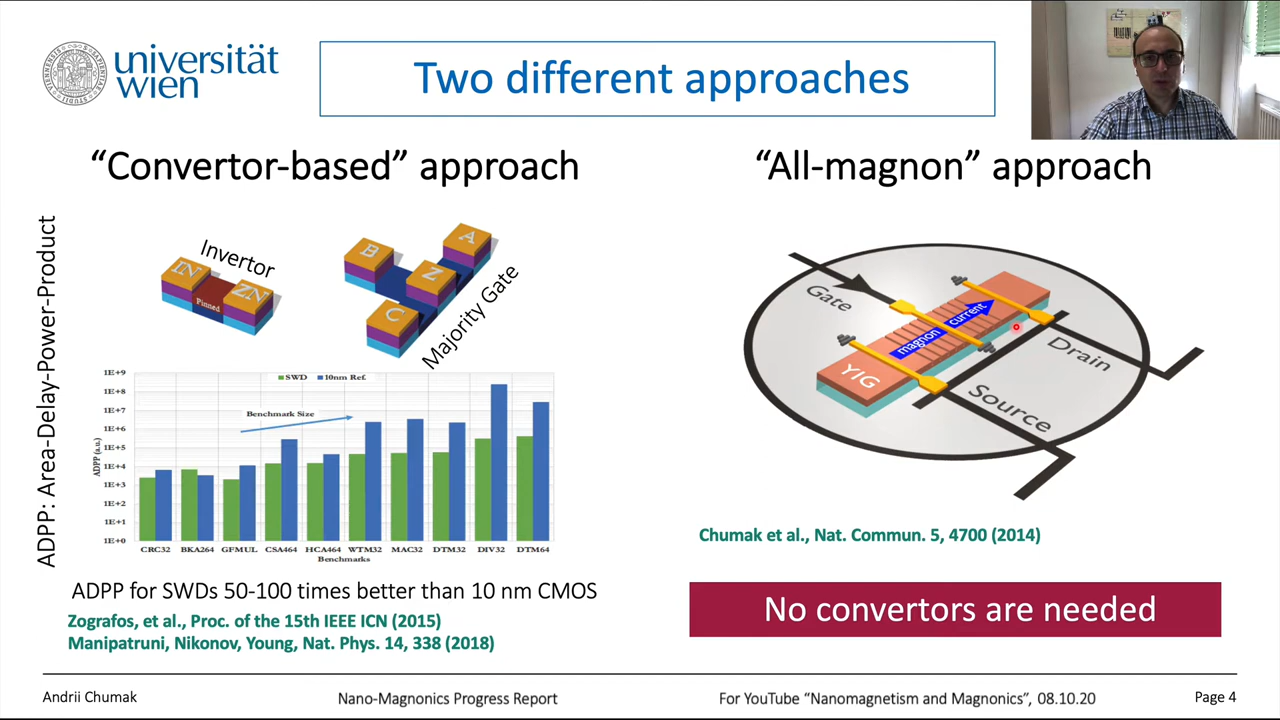 universität
wien
Two different approaches
“Convertor-based” approach
“All-magnon” approach
ADPP: Area-Delay-Power-Product
IN
Pinned
ZN
Invertor
B
A
Z
C
Majority Gate
SWD
10nm Ref.
Benchmark Size
ADPP (a.u.)
1E+9
1E+8
1E+7
1E+6
1E+5
1E+4
1E+3
1E+2
1E+1
1E+0
CRC32 BKA264 GFMUL CSA464 HCA464 WTM32 MAC32 DTM32 DIV32 DTM64
Benchmarks
ADPP for SWDs 50-100 times better than 10 nm CMOS
Zografos, et al., Proc. of the 15th IEEE ICN (2015)
Manipatruni, Nikonov, Young, Nat. Phys. 14, 338 (2018)
Gate
magnon current
YIG
Drain
Source
Chumak et al., Nat. Commun. 5, 4700 (2014)
No convertors are needed
Andrii Chumak
Nano-Magnonics Progress Report
For YouTube “Nanomagnetism and Magnonics”, 08.10.20
Page 4